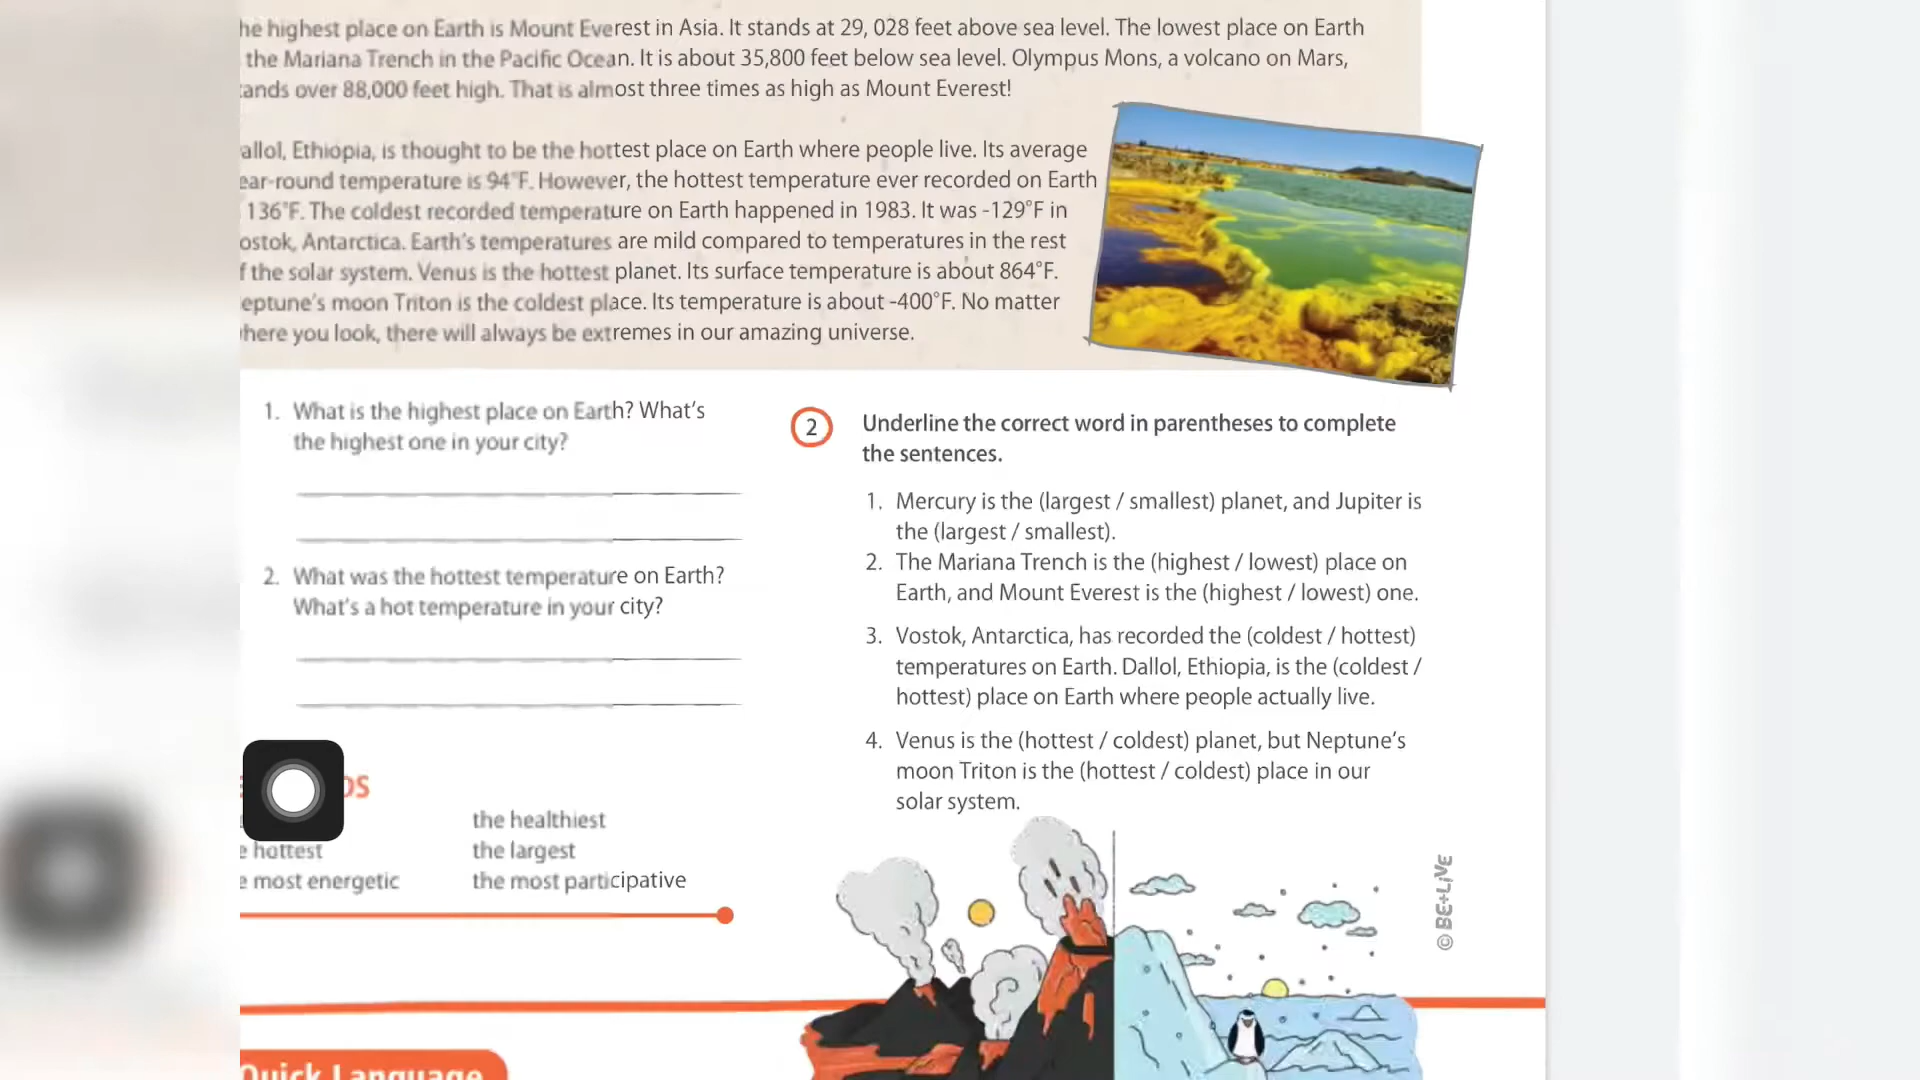 he highest place on Earth is Mount Everest in Asia. It stands at 29, 028 feet above sea level. The lowest place on Earth
the Mariana Trench in the Pacific Ocean. It is about 35,800 feet below sea level. Olympus Mons, a volcano on Mars,
ands over 88,000 feet high. That is almost three times as high as Mount Everest!
allol, Ethiopia, is thought to be the hottest place on Earth where people live. Its average
ear-round temperature is 94°F. However, the hottest temperature ever recorded on Earth
136°F. The coldest recorded temperature on Earth happened in 1983. It was -129°F in
ostok, Antarctica. Earth's temperatures are mild compared to temperatures in the rest
f the solar system. Venus is the hottest planet. Its surface temperature is about 864°F.
eptune's moon Triton is the coldest place. Its temperature is about -400°F. No matter
here you look, there will always be extremes in our amazing universe.
1. What is the highest place on Earth? What's
the highest one in your city?
2. What was the hottest temperature on Earth?
What's a hot temperature in your city?
DS
the healthiest
e hottest the largest
e most energetic the most participative
2 Underline the correct word in parentheses to complete
the sentences.
1. Mercury is the (largest / smallest) planet, and Jupiter is
the (largest / smallest).
2. The Mariana Trench is the (highest / lowest) place on
Earth, and Mount Everest is the (highest / lowest) one.
3. Vostok, Antarctica, has recorded the (coldest / hottest)
temperatures on Earth. Dallol, Ethiopia, is the (coldest /
hottest) place on Earth where people actually live.
4. Venus is the (hottest / coldest) planet, but Neptune's
moon Triton is the (hottest / coldest) place in our
solar system.
© BE+LIVE
Quick Language